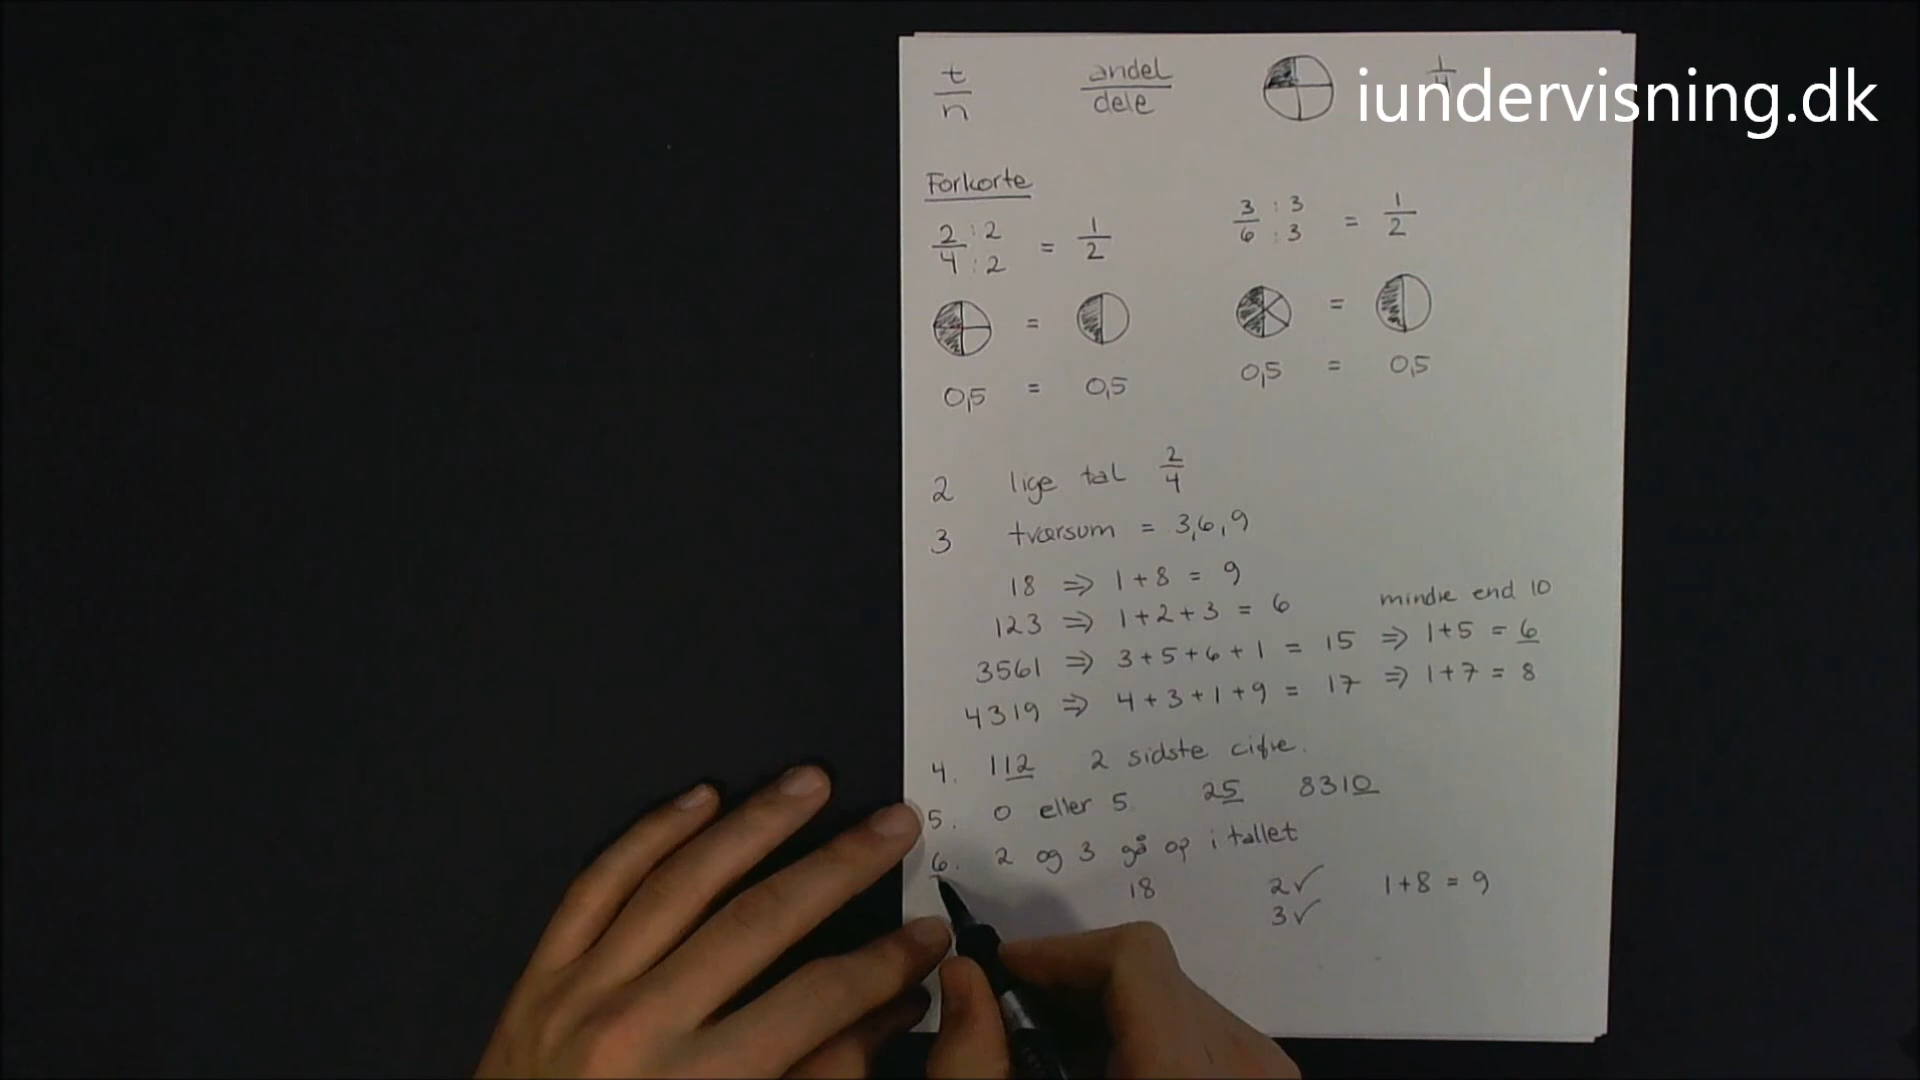 t/n andel/dele 1/4
iundervisning.dk
Forkorte
2/4 :2/:2 = 1/2 3/6 :3/:3 = 1/2
= =
0,5 = 0,5 0,5 = 0,5
2 lige tal 2/4
3 tværsum = 3,6,9
18 => 1+8 = 9
123 => 1+2+3 = 6 mindre end 10
3561 => 3+5+6+1 = 15 => 1+5 = 6
4319 => 4+3+1+9 = 17 => 1+7 = 8
4. 112 2 sidste cifre.
5. 0 eller 5 25 8310
6. 2 og 3 gå op i tallet
18 2✓ 1+8 = 9
3✓